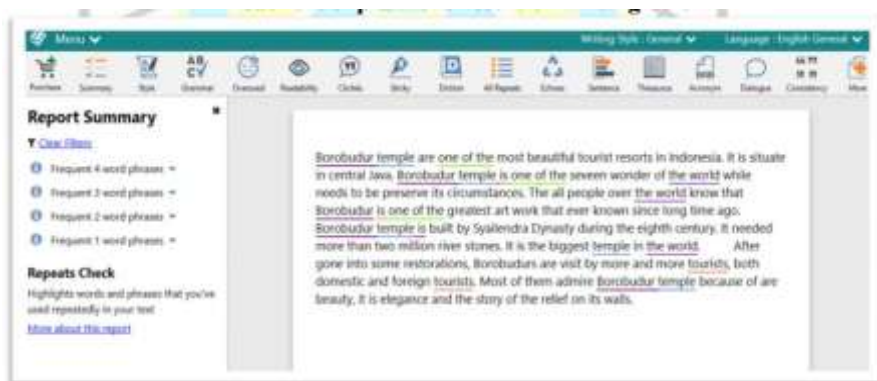 Menu
Writing Style : General
Language : English General
Purchase
Summary
Style
Grammar
Overused
Readability
Clichés
Sticky
Diction
All Repeats
Echoes
Sentence
Thesaurus
Acronym
Dialogue
Consistency
More
Report Summary
Clear Filters
Frequent 4 word phrases
Frequent 3 word phrases
Frequent 2 word phrases
Frequent 1 word phrases
Repeats Check
Highlights words and phrases that you've
used repeatedly in your text
More about this report
Borobudur temple are one of the most beautiful tourist resorts in Indonesia. It is situate
in central Java. Borobudur temple is one of the seveen wonder of the world while
needs to be preserve its circumstances. The all people over the world know that
Borobudur is one of the greatest art work that ever known since long time ago.
Borobudur temple is built by Syailendra Dynasty during the eighth century. It needed
more than two million river stones. It is the biggest temple in the world. After
gone into some restorations, Borobudurs are visit by more and more tourists, both
domestic and foreign tourists. Most of them admire Borobudur temple because of are
beauty, it is elegance and the story of the relief on its walls.